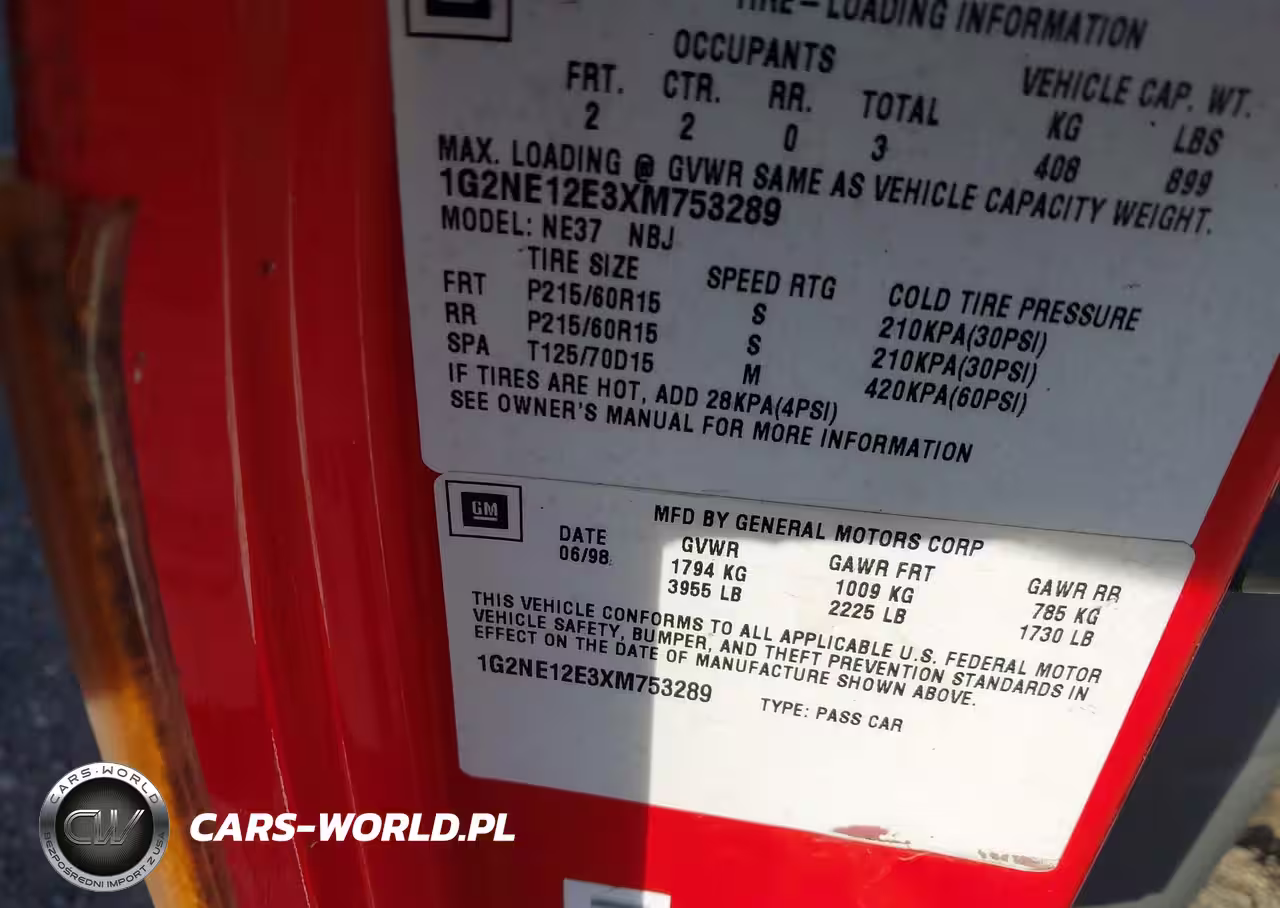 TIRE-LOADING INFORMATION
OCCUPANTS
VEHICLE CAP. WT.
FRT. CTR. RR. TOTAL KG LBS
2 2 0 3 408 899
MAX. LOADING @ GVWR SAME AS VEHICLE CAPACITY WEIGHT.
1G2NE12E3XM753289
MODEL: NE37 NBJ
TIRE SIZE SPEED RTG COLD TIRE PRESSURE
FRT P215/60R15 S 210KPA(30PSI)
RR P215/60R15 S 210KPA(30PSI)
SPA T125/70D15 M 420KPA(60PSI)
IF TIRES ARE HOT, ADD 28KPA(4PSI)
SEE OWNER'S MANUAL FOR MORE INFORMATION
GM
MFD BY GENERAL MOTORS CORP
DATE GVWR GAWR FRT GAWR RR
06/98 1794 KG 1009 KG 785 KG
3955 LB 2225 LB 1730 LB
THIS VEHICLE CONFORMS TO ALL APPLICABLE U.S. FEDERAL MOTOR
VEHICLE SAFETY, BUMPER, AND THEFT PREVENTION STANDARDS IN
EFFECT ON THE DATE OF MANUFACTURE SHOWN ABOVE.
1G2NE12E3XM753289 TYPE: PASS CAR
CARS-WORLD
CW
BEZPOŚREDNI IMPORT Z USA
CARS-WORLD.PL